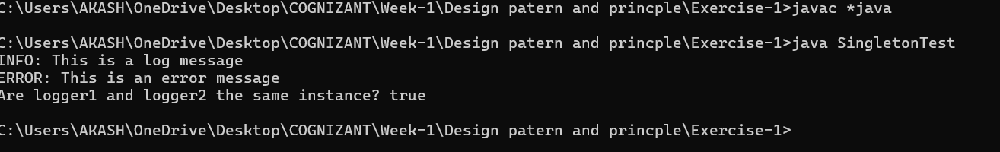 C:\Users\AKASH\OneDrive\Desktop\COGNIZANT\Week-1\Design patern and princple\Exercise-1>javac *java
C:\Users\AKASH\OneDrive\Desktop\COGNIZANT\Week-1\Design patern and princple\Exercise-1>java SingletonTest
INFO: This is a log message
ERROR: This is an error message
Are logger1 and logger2 the same instance? true
C:\Users\AKASH\OneDrive\Desktop\COGNIZANT\Week-1\Design patern and princple\Exercise-1>